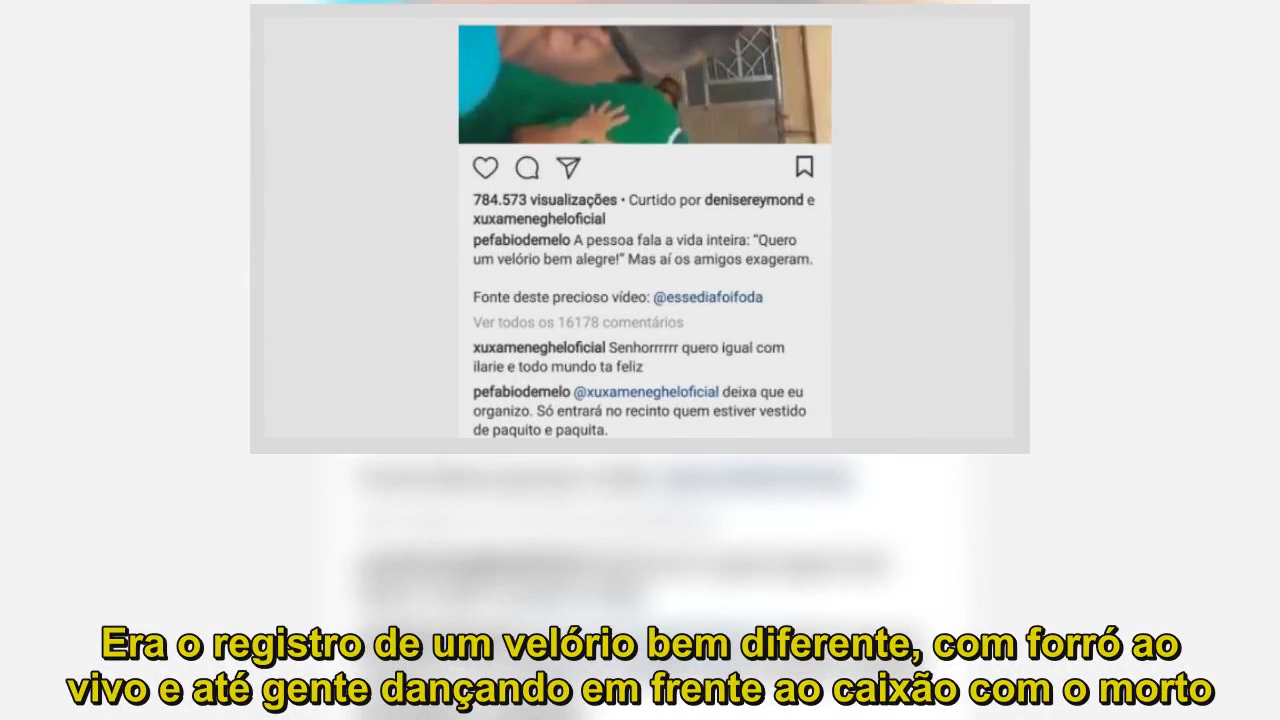 784.573 visualizações • Curtido por denisereymond e
xuxamenegheloficial
pefabiodemelo A pessoa fala a vida inteira: “Quero
um velório bem alegre!” Mas aí os amigos exageram.
Fonte deste precioso vídeo: @essediafoifoda
Ver todos os 16178 comentários
xuxamenegheloficial Senhorrrrrr quero igual com
ilarie e todo mundo ta feliz
pefabiodemelo @xuxamenegheloficial deixa que eu
organizo. Só entrará no recinto quem estiver vestido
de paquito e paquita.
Era o registro de um velório bem diferente, com forró ao
vivo e até gente dançando em frente ao caixão com o morto